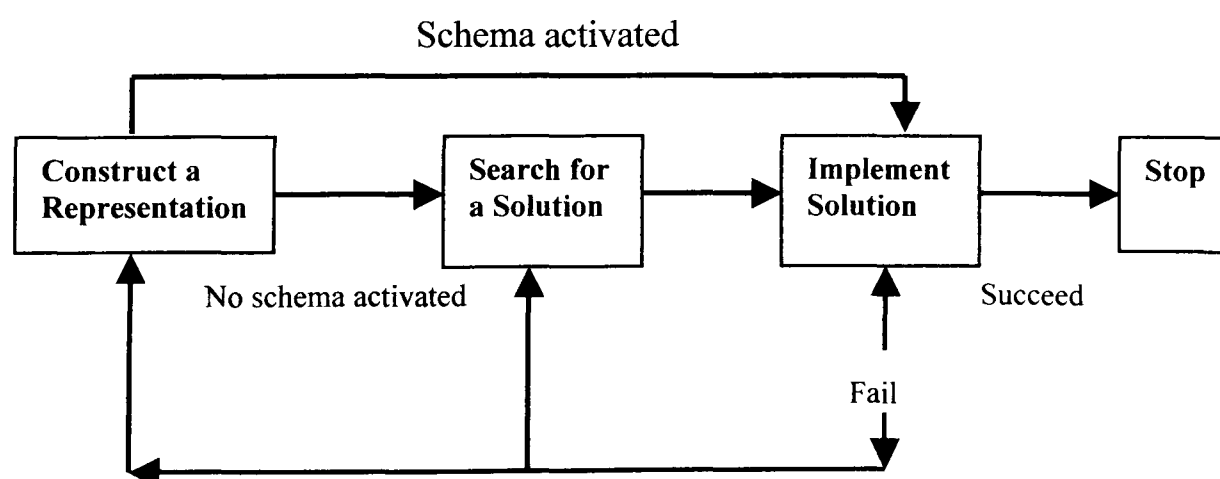 Schema activated
Construct a
Representation
Search for
a Solution
Implement
Solution
Stop
No schema activated
Succeed
Fail